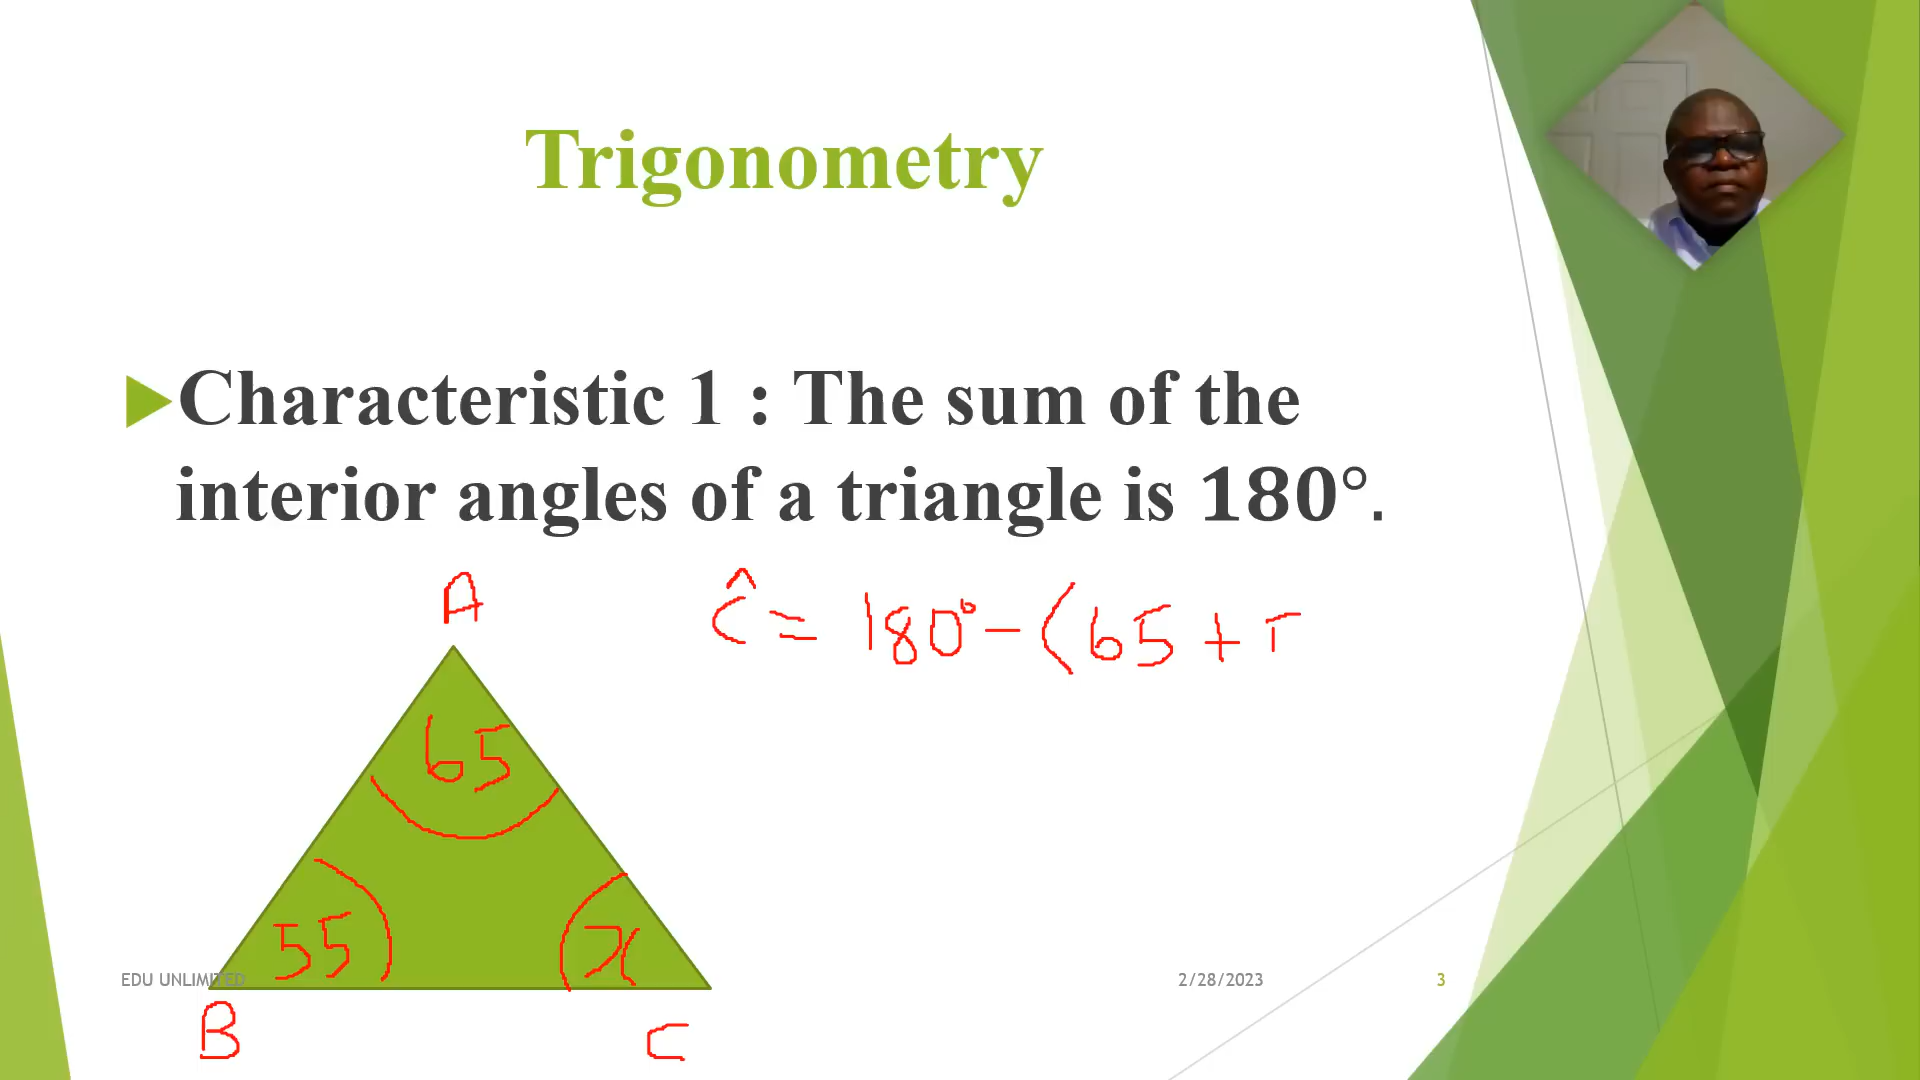 Trigonometry
Characteristic 1 : The sum of the
interior angles of a triangle is 180°.
A
Ĉ = 180° - (65 +
65
55
x
EDU UNLIMITED
2/28/2023
3
B
C